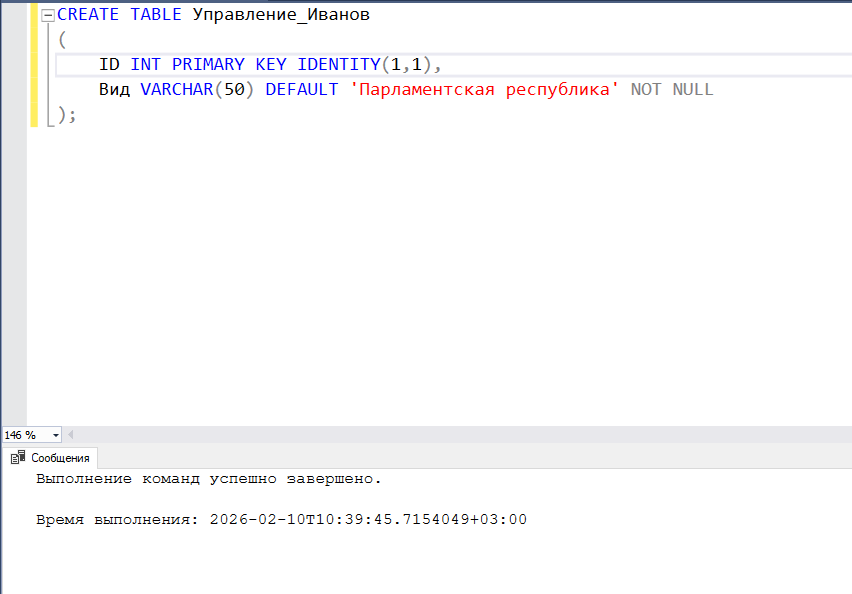 CREATE TABLE Управление_Иванов
(
ID INT PRIMARY KEY IDENTITY(1,1),
Вид VARCHAR(50) DEFAULT 'Парламентская республика' NOT NULL
);
146 %
Сообщения
Выполнение команд успешно завершено.
Время выполнения: 2026-02-10T10:39:45.7154049+03:00